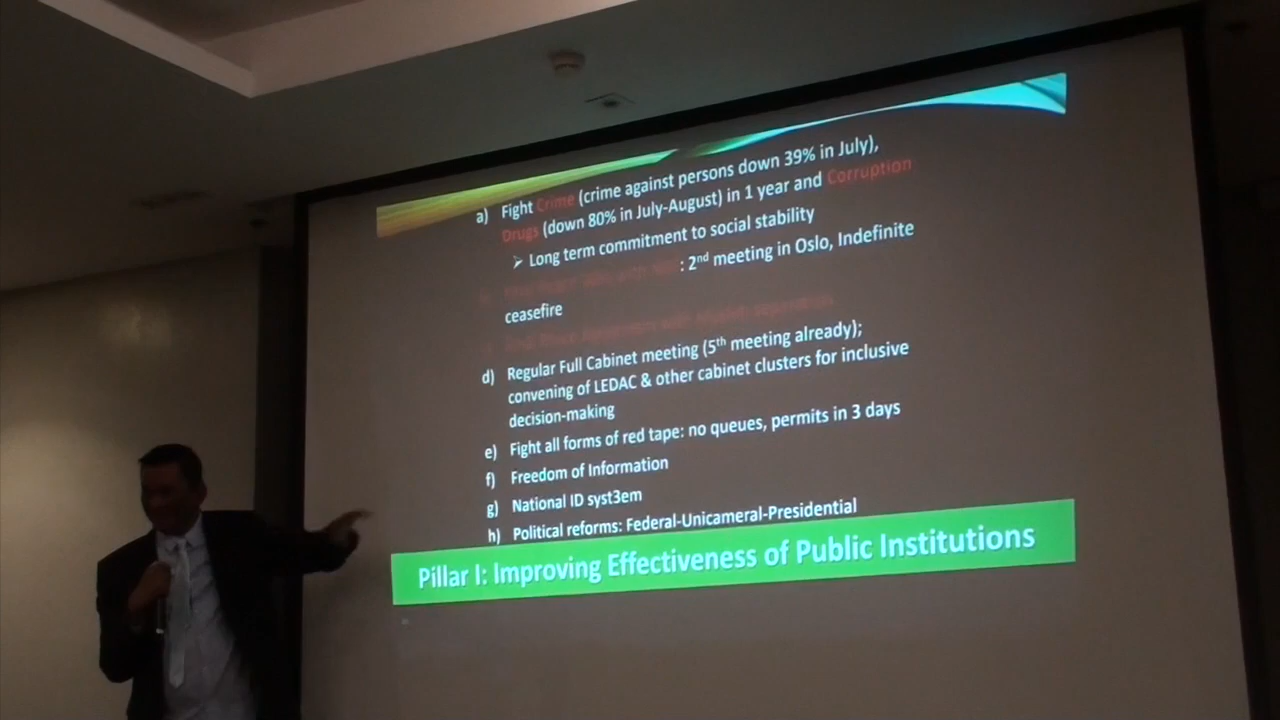 a) Fight Crime (crime against persons down 39% in July),
Drugs (down 80% in July-August) in 1 year and Corruption
➢ Long term commitment to social stability
: 2nd meeting in Oslo, Indefinite
ceasefire
d) Regular Full Cabinet meeting (5th meeting already);
convening of LEDAC & other cabinet clusters for inclusive
decision-making
e) Fight all forms of red tape: no queues, permits in 3 days
f) Freedom of Information
g) National ID syst3em
h) Political reforms: Federal-Unicameral-Presidential
Pillar I: Improving Effectiveness of Public Institutions